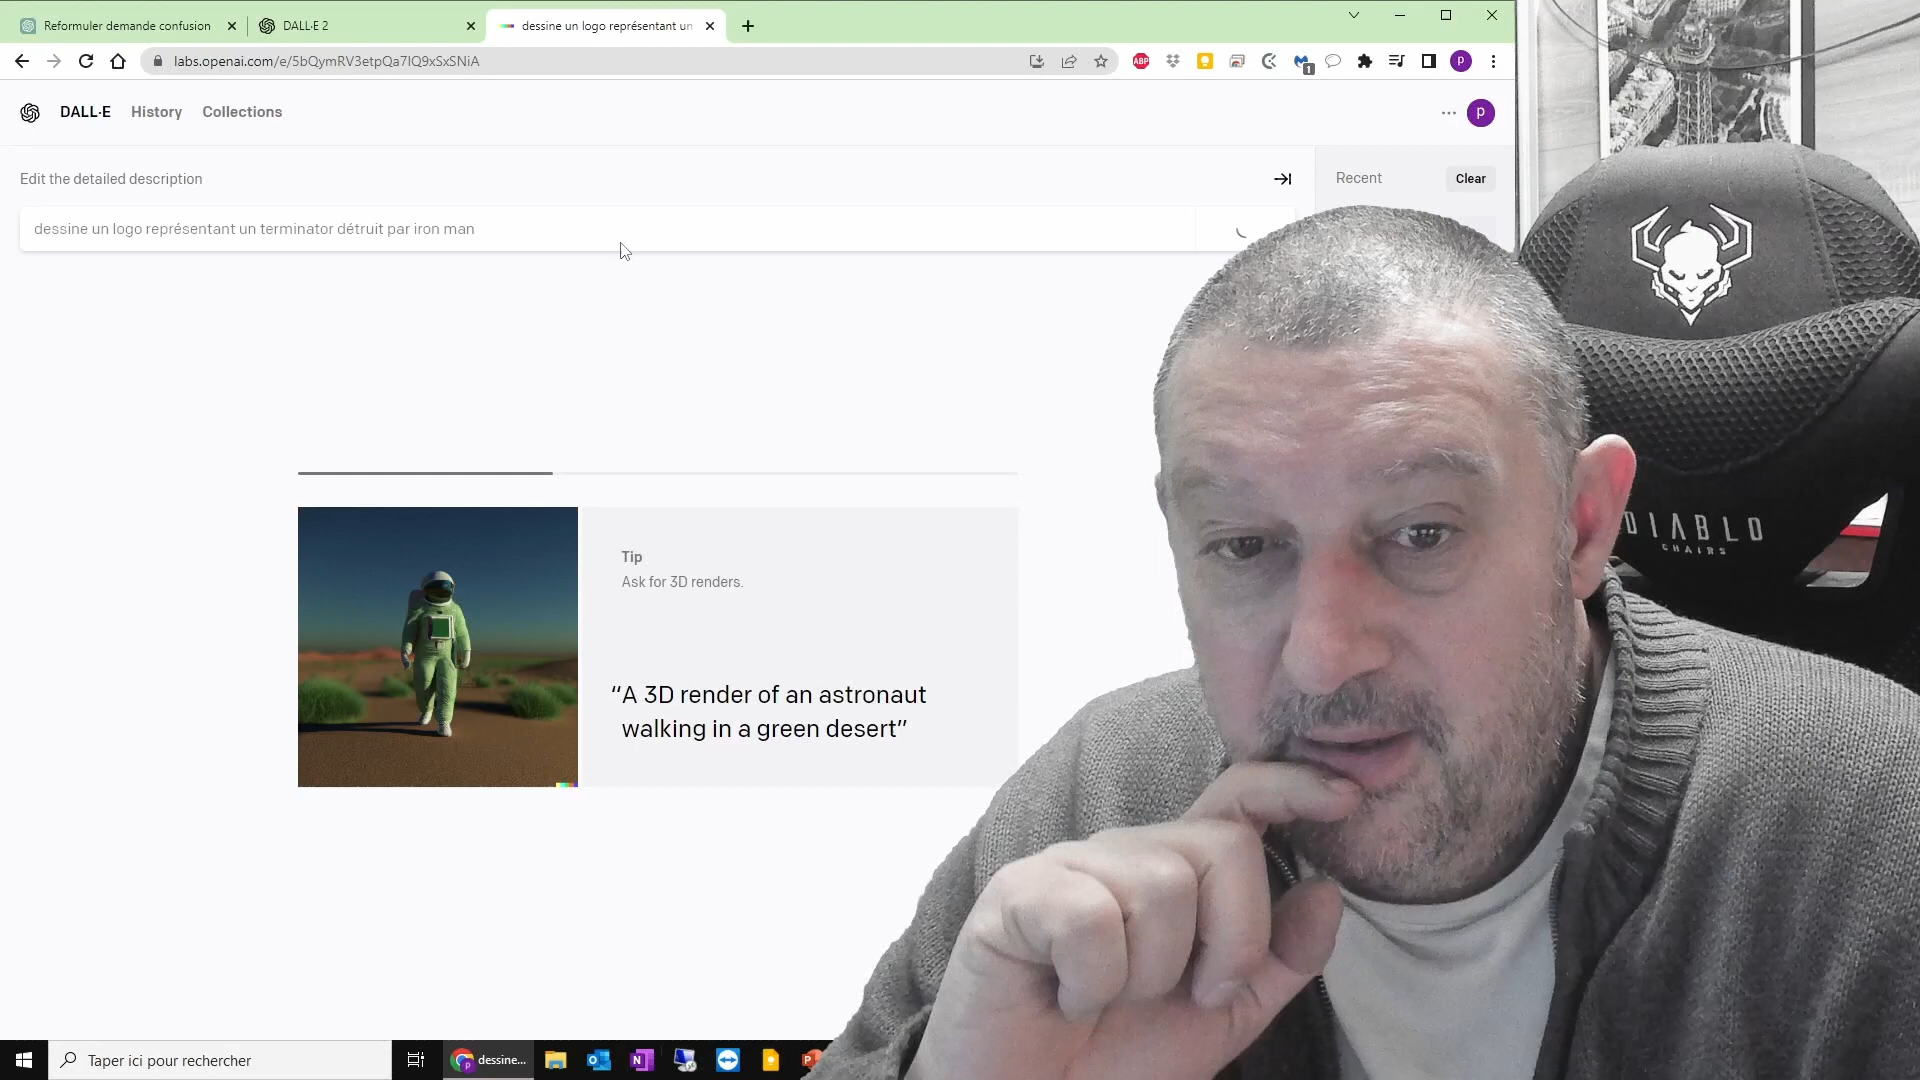 Reformuler demande confusion
DALL·E 2
dessine un logo représentant un
labs.openai.com/e/5bQymRV3etpQa7IQ9xSxSNiA
ABP
1
p
DALL·E History Collections
p
Edit the detailed description
Recent
Clear
dessine un logo représentant un terminator détruit par iron man
Tip
Ask for 3D renders.
“A 3D render of an astronaut
walking in a green desert”
DIABLO
CHAIRS
Taper ici pour rechercher
dessine...